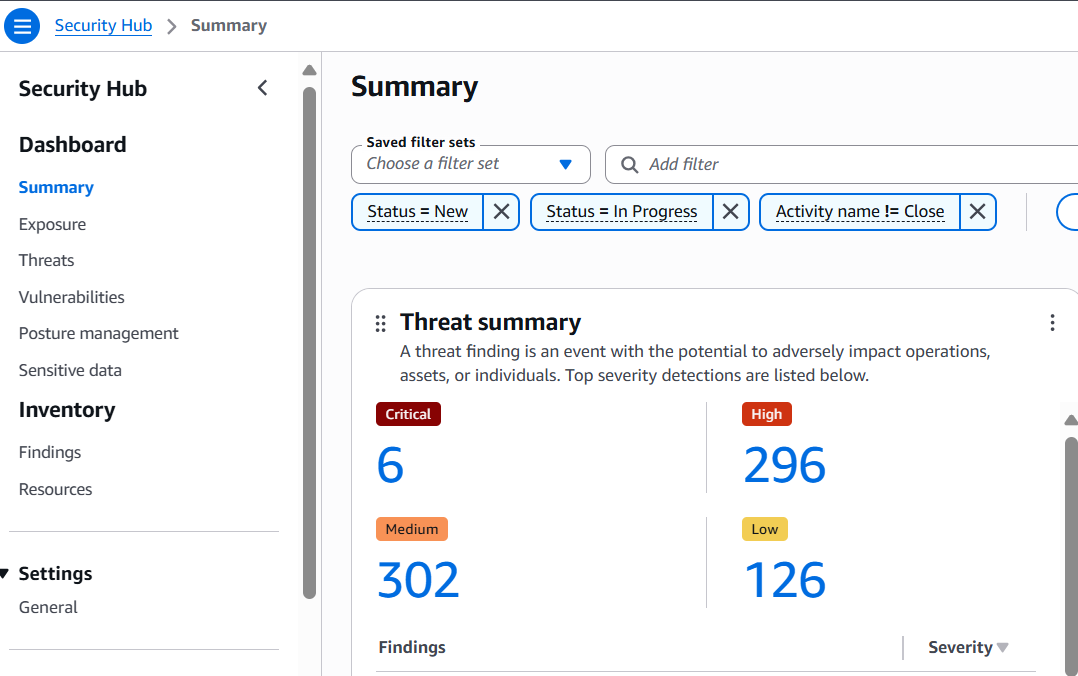 Security Hub > Summary
Security Hub
Dashboard
Summary
Exposure
Threats
Vulnerabilities
Posture management
Sensitive data
Inventory
Findings
Resources
Settings
General
Summary
Saved filter sets
Choose a filter set
Add filter
Status = New
Status = In Progress
Activity name != Close
Threat summary
A threat finding is an event with the potential to adversely impact operations,
assets, or individuals. Top severity detections are listed below.
Critical
High
6
296
Medium
Low
302
126
Findings
Severity